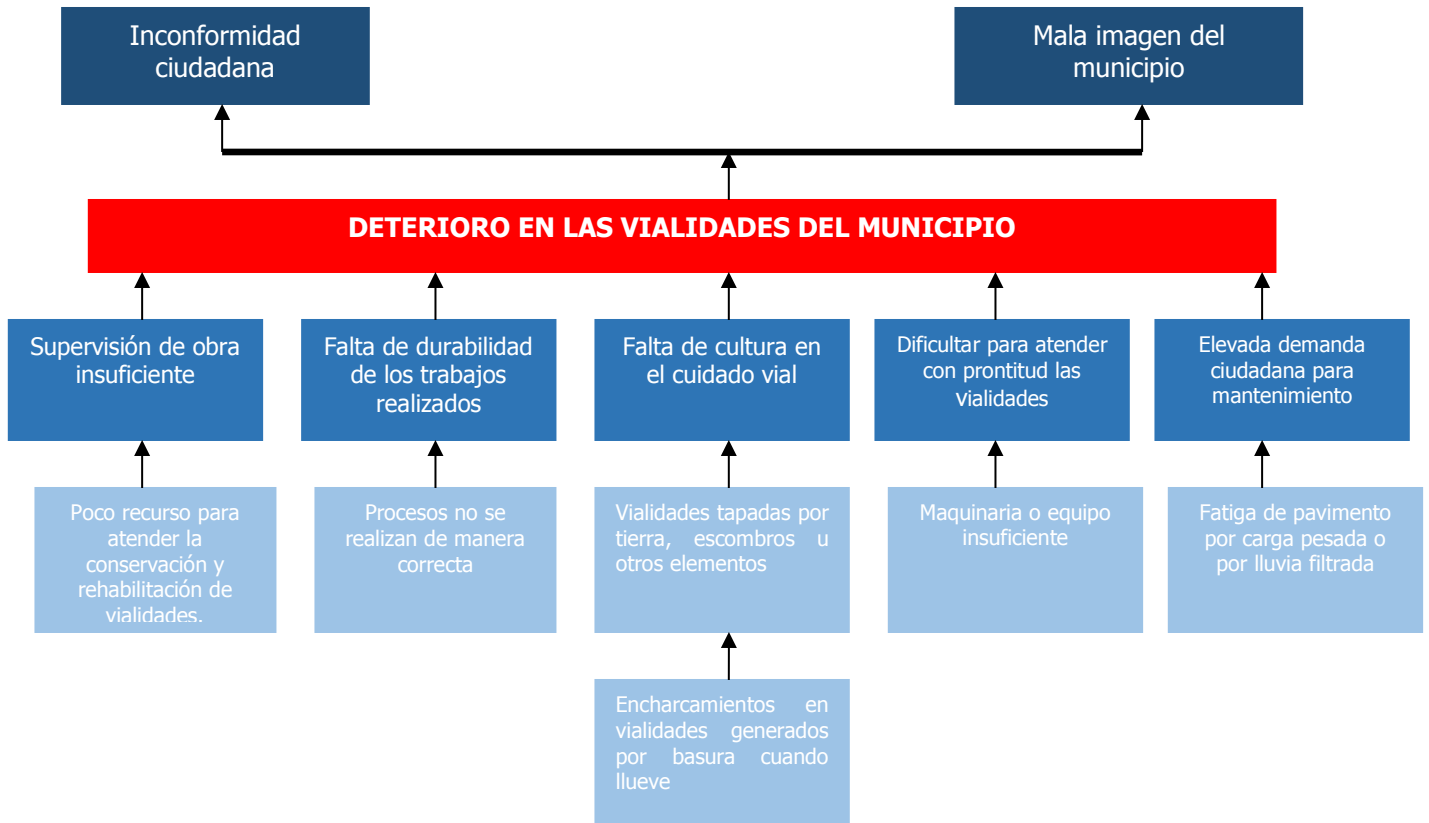 Inconformidad
ciudadana
Mala imagen del
municipio
DETERIORO EN LAS VIALIDADES DEL MUNICIPIO
Supervisión de obra
insuficiente
Falta de durabilidad
de los trabajos
realizados
Falta de cultura en
el cuidado vial
Dificultar para atender
con prontitud las
vialidades
Elevada demanda
ciudadana para
mantenimiento
Poco recurso para
atender la
conservación y
rehabilitación de
vialidades.
Procesos no se
realizan de manera
correcta
Vialidades tapadas por
tierra, escombros u
otros elementos
Maquinaria o equipo
insuficiente
Fatiga de pavimento
por carga pesada o
por lluvia filtrada
Encharcamientos en
vialidades generados
por basura cuando
llueve